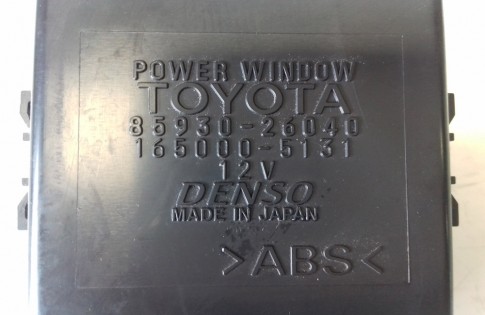 POWER WINDOW
TOYOTA
85930-26040
165000-5131
12V
DENSO
MADE IN JAPAN
>ABS<